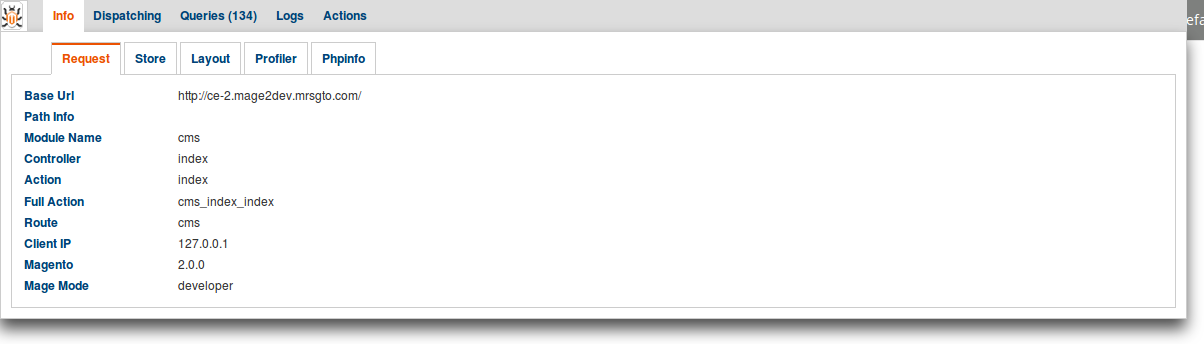 Info Dispatching Queries (134) Logs Actions
Request Store Layout Profiler Phpinfo
Base Url http://ce-2.mage2dev.mrsgto.com/
Path Info
Module Name cms
Controller index
Action index
Full Action cms_index_index
Route cms
Client IP 127.0.0.1
Magento 2.0.0
Mage Mode developer